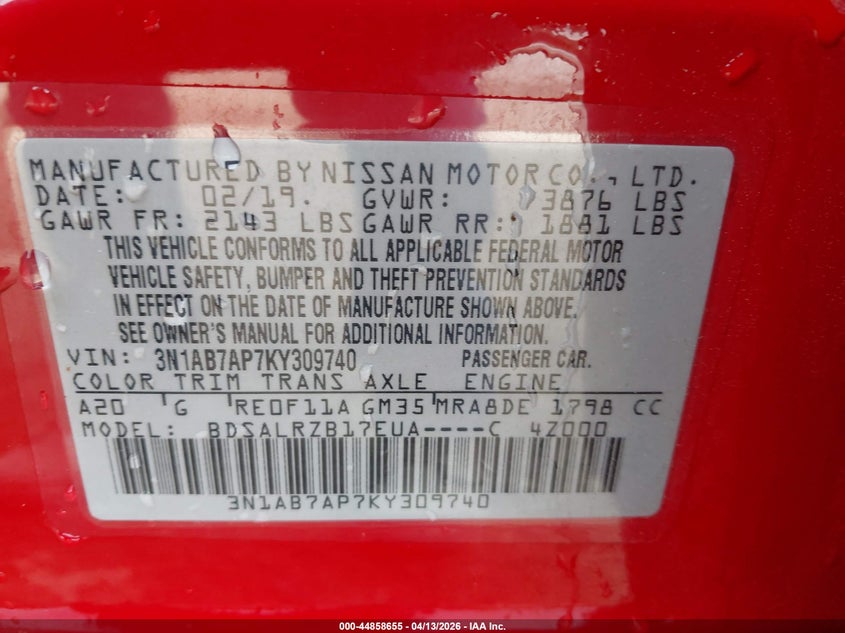 MANUFACTURED BY NISSAN MOTOR CO., LTD.
DATE: 02/19. GVWR: 3876 LBS
GAWR FR: 2143 LBS GAWR RR: 1881 LBS
THIS VEHICLE CONFORMS TO ALL APPLICABLE FEDERAL MOTOR
VEHICLE SAFETY, BUMPER AND THEFT PREVENTION STANDARDS
IN EFFECT ON THE DATE OF MANUFACTURE SHOWN ABOVE.
SEE OWNER'S MANUAL FOR ADDITIONAL INFORMATION.
VIN: 3N1AB7AP7KY309740 PASSENGER CAR.
COLOR TRIM TRANS AXLE ENGINE
A20 G RE0F11A GM35 MRA8DE 1798 CC
MODEL: BDSALRZB17EUA----C 4Z000
3N1AB7AP7KY309740
000-44858655 - 04/13/2026 - IAA Inc.